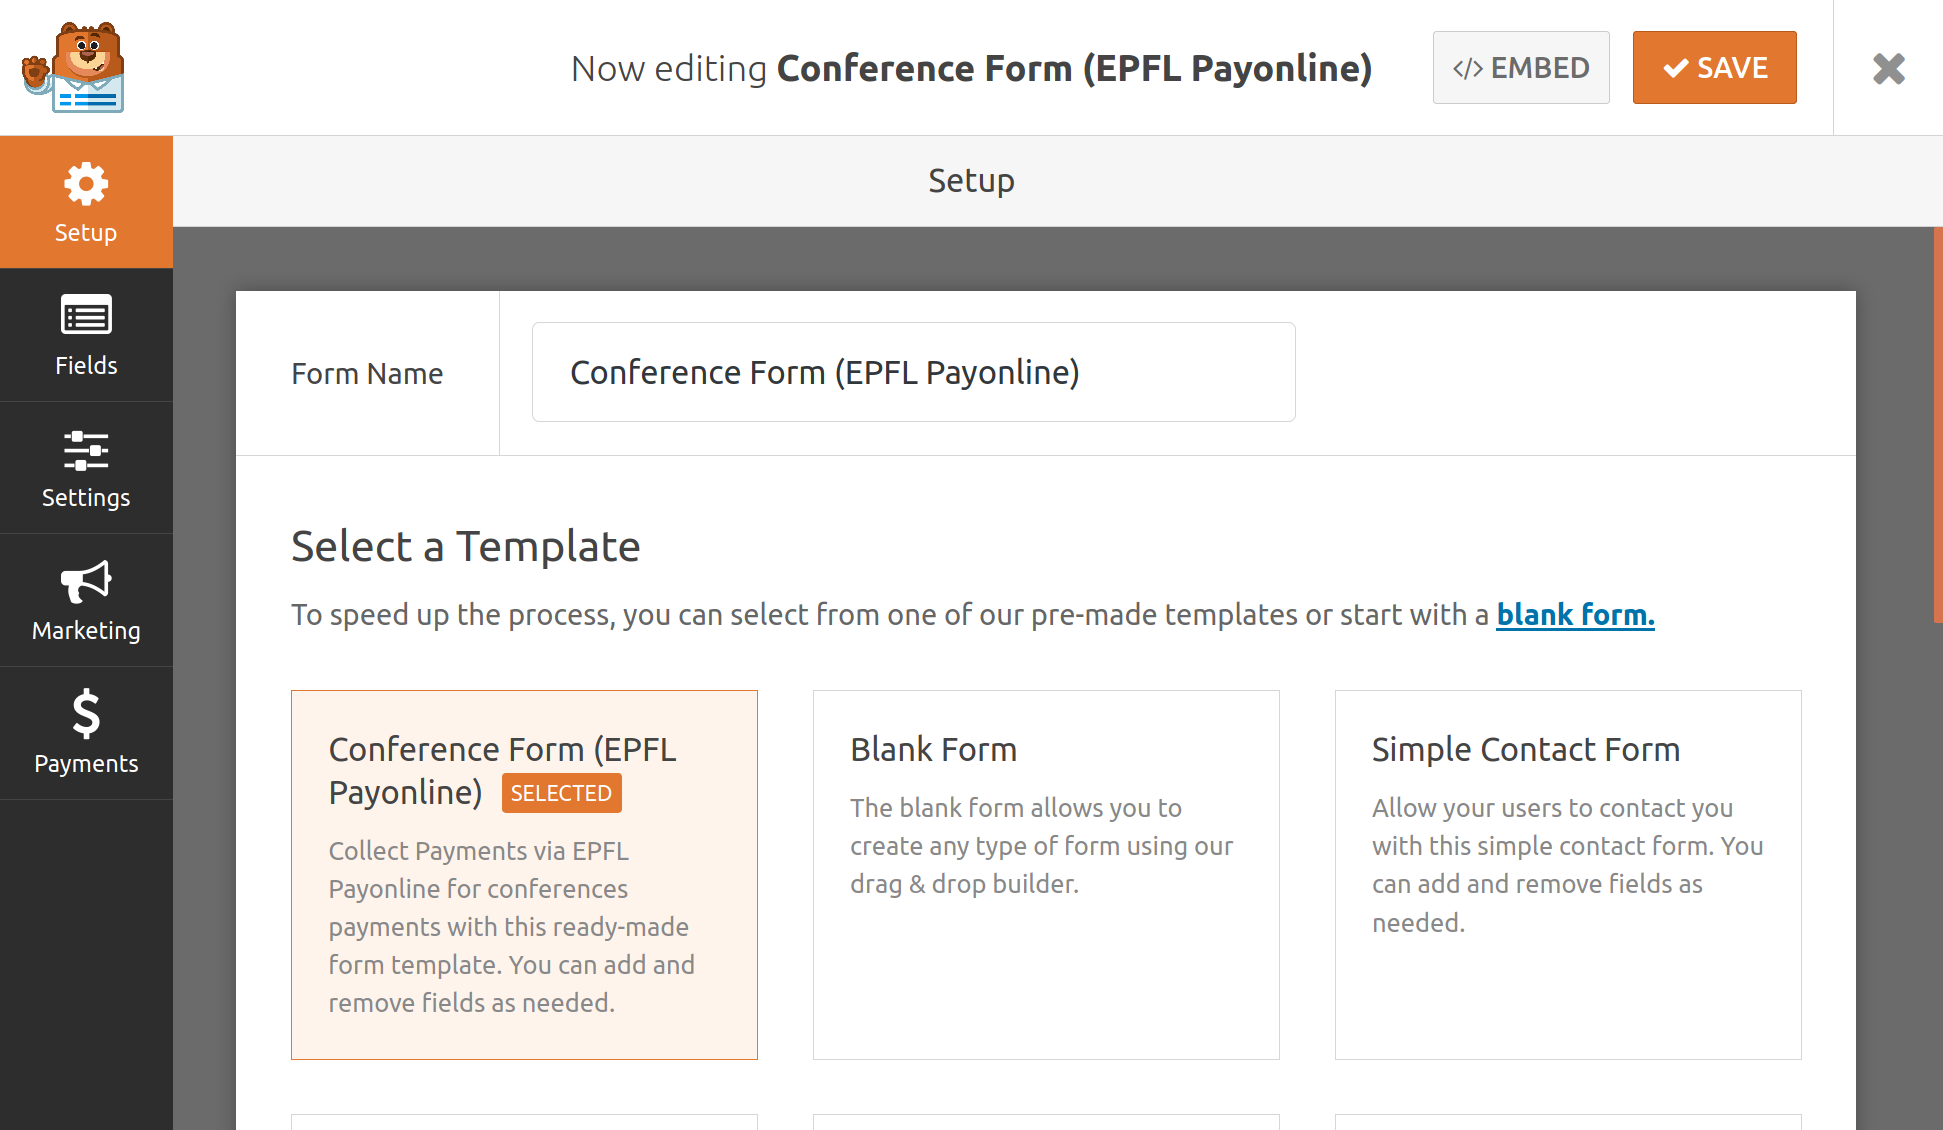 Now editing Conference Form (EPFL Payonline)
</> EMBED
SAVE
Setup
Setup
Fields
Settings
Marketing
Payments
Form Name
Conference Form (EPFL Payonline)
Select a Template
To speed up the process, you can select from one of our pre-made templates or start with a blank form.
Conference Form (EPFL
Payonline) SELECTED
Collect Payments via EPFL
Payonline for conferences
payments with this ready-made
form template. You can add and
remove fields as needed.
Blank Form
The blank form allows you to
create any type of form using our
drag & drop builder.
Simple Contact Form
Allow your users to contact you
with this simple contact form. You
can add and remove fields as
needed.